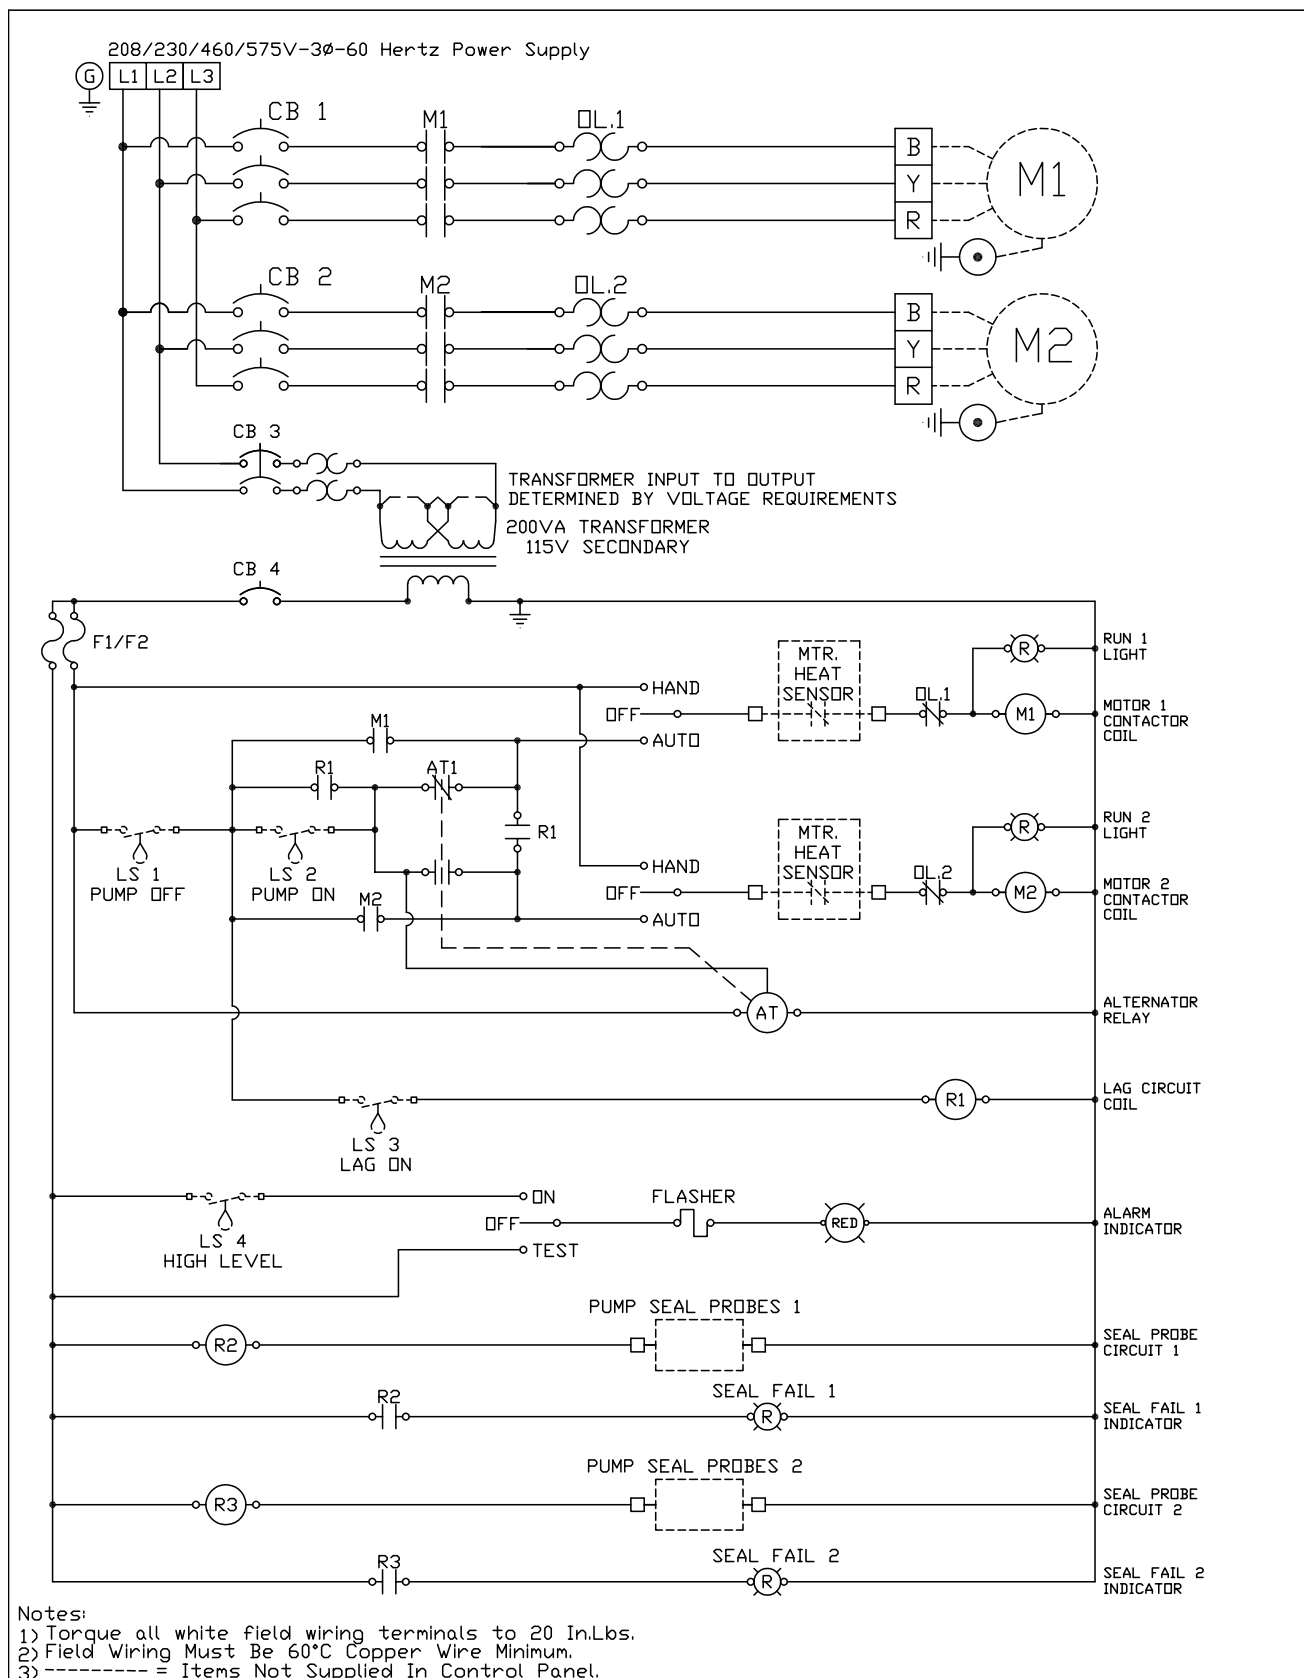 208/230/460/575V-3Ø-60 Hertz Power Supply
G L1 L2 L3
CB 1
M1
OL.1
B
Y
R
M1
CB 2
M2
OL.2
B
Y
R
M2
CB 3
TRANSFORMER INPUT TO OUTPUT
DETERMINED BY VOLTAGE REQUIREMENTS
200VA TRANSFORMER
115V SECONDARY
CB 4
F1/F2
MTR.
HEAT
SENSOR
R
RUN 1
LIGHT
HAND
OFF
AUTO
OL.1
M1
MOTOR 1
CONTACTOR
COIL
M1
R1
AT1
R1
LS 1
PUMP OFF
LS 2
PUMP ON
M2
MTR.
HEAT
SENSOR
R
RUN 2
LIGHT
HAND
OFF
AUTO
OL.2
M2
MOTOR 2
CONTACTOR
COIL
AT
ALTERNATOR
RELAY
R1
LAG CIRCUIT
COIL
LS 3
LAG ON
ON
OFF
TEST
FLASHER
RED
ALARM
INDICATOR
LS 4
HIGH LEVEL
PUMP SEAL PROBES 1
R2
SEAL PROBE
CIRCUIT 1
R2
SEAL FAIL 1
R
SEAL FAIL 1
INDICATOR
PUMP SEAL PROBES 2
R3
SEAL PROBE
CIRCUIT 2
R3
SEAL FAIL 2
R
SEAL FAIL 2
INDICATOR
Notes:
1) Torque all white field wiring terminals to 20 In.Lbs.
2) Field Wiring Must Be 60°C Copper Wire Minimum.
3) --------- = Items Not Supplied In Control Panel.